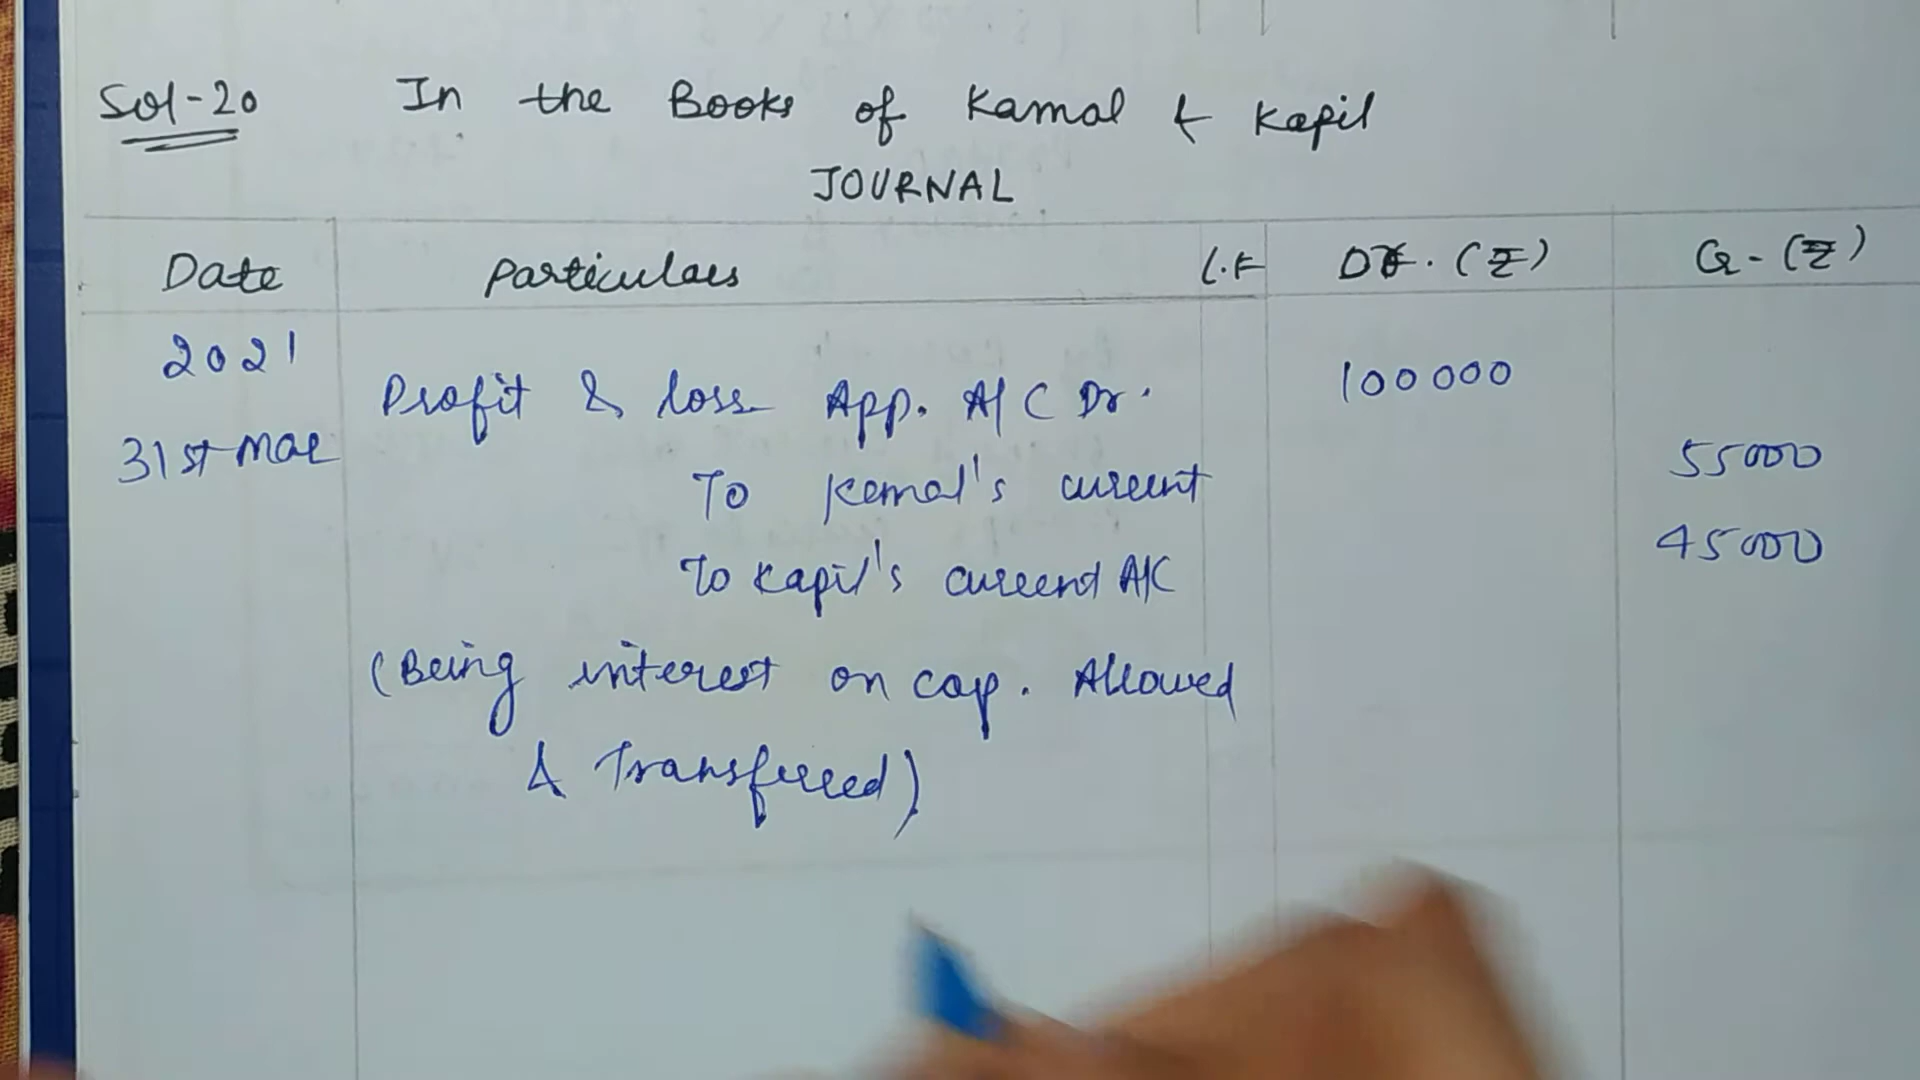 Sol-20 In the Books of Kamal & Kapil
JOURNAL
Date Particulars L.F Dr. (₹) Cr. (₹)
2021
31st Mar
Profit & loss App. A/C Dr. 100000
To Kamal's current 55000
To Kapil's current A/C 45000
(Being interest on cap. Allowed
& Transferred)